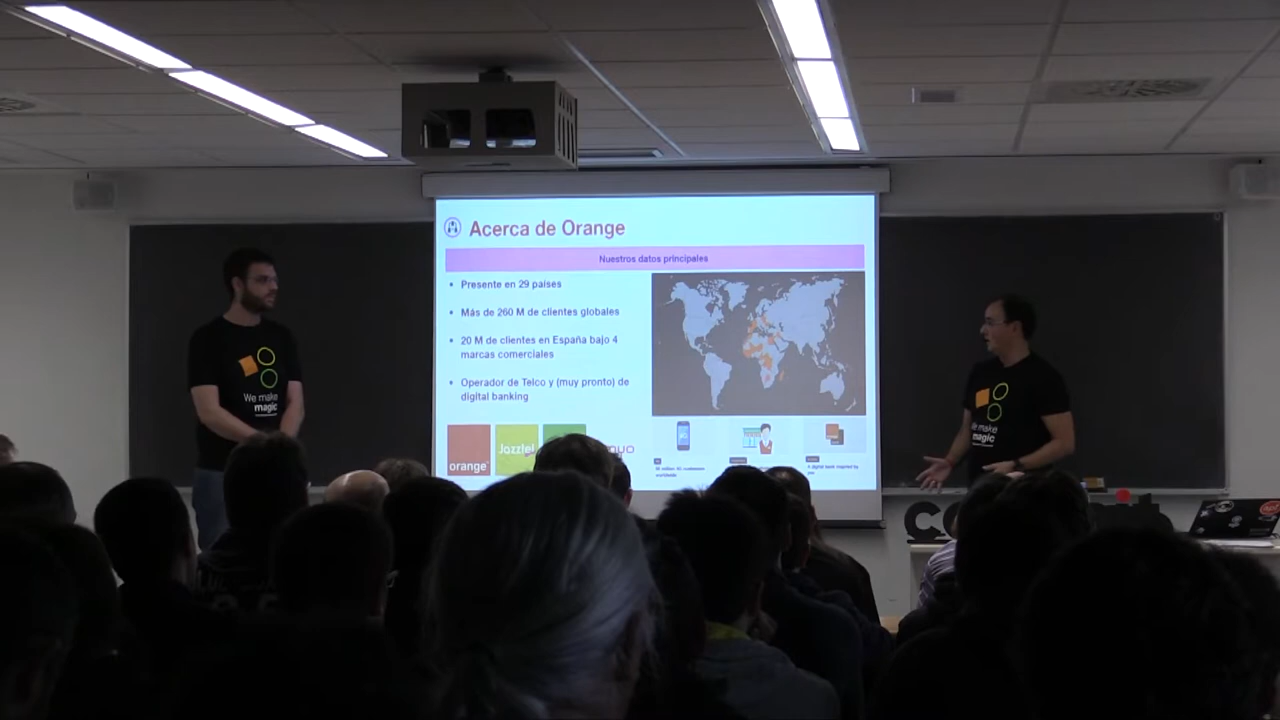 Acerca de Orange
Nuestros datos principales
Presente en 29 países
Más de 260 M de clientes globales
20 M de clientes en España bajo 4
marcas comerciales
Operador de Telco y (muy pronto) de
digital banking
orange
Jazztel
We make
magic
We make
magic